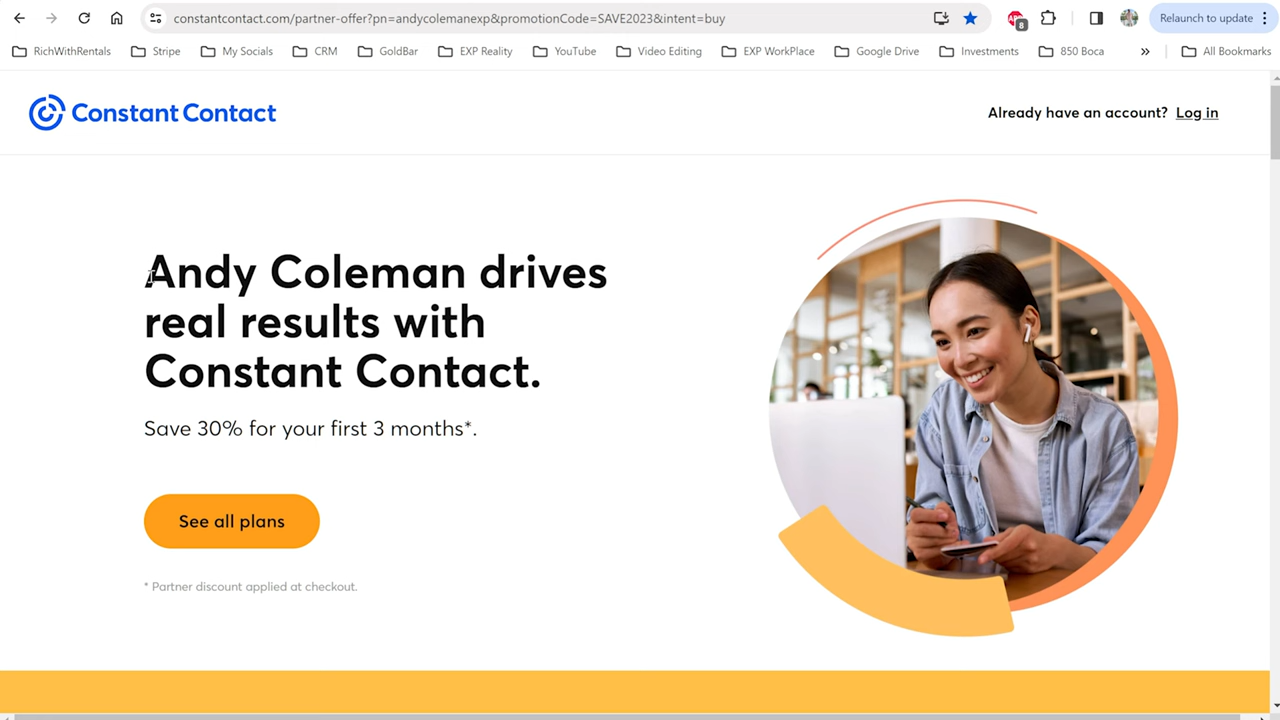 constantcontact.com/partner-offer?pn=andycolemanexp&promotionCode=SAVE2023&intent=buy
8
Relaunch to update
RichWithRentals
Stripe
My Socials
CRM
GoldBar
EXP Reality
YouTube
Video Editing
EXP WorkPlace
Google Drive
Investments
850 Boca
»
All Bookmarks
Constant Contact
Already have an account? Log in
Andy Coleman drives
real results with
Constant Contact.
Save 30% for your first 3 months*.
See all plans
* Partner discount applied at checkout.